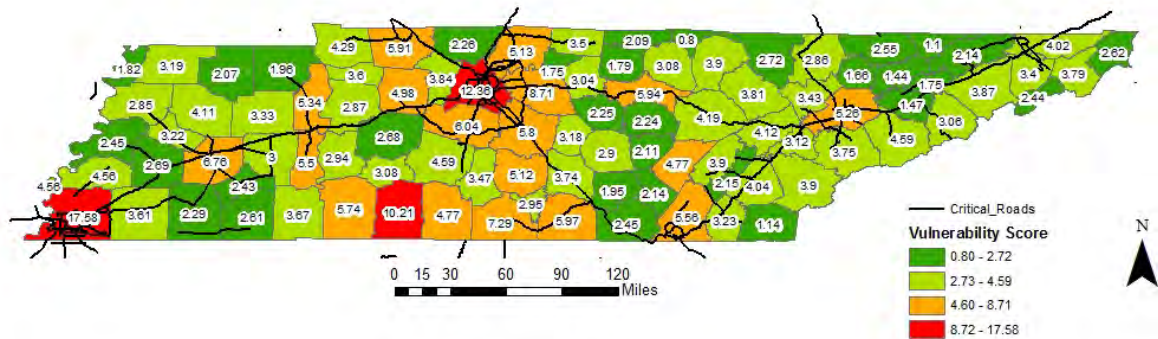 4.29 5.91 2.26 5.13 3.5 2.09 0.8 2.55 1.1 2.14 4.02 2.62
1.82 3.19 2.07 1.96 3.6 3.84 12.36 1.75 3.04 1.79 3.08 3.9 2.72 2.86 1.66 1.44 1.75 3.4 3.79
2.85 4.11 3.33 5.34 2.87 4.98 8.71 5.94 3.81 3.43 5.26 1.47 3.87 2.44
2.45 3.22 6.04 5.8 2.25 2.24 4.19 4.12 3.12 4.59 3.06
2.69 6.76 3 5.5 2.94 2.68 4.59 3.18 2.9 2.11 3.75
4.56 4.56 2.43 3.08 3.47 5.12 3.74 4.77 3.9 2.15 4.04 3.9
17.58 3.61 2.29 2.61 3.67 5.74 10.21 4.77 7.29 2.95 5.97 1.95 2.14 2.45 5.56 3.23 1.14
Critical_Roads
Vulnerability Score
0.80 - 2.72
2.73 - 4.59
4.60 - 8.71
8.72 - 17.58
N
0 15 30 60 90 120
Miles